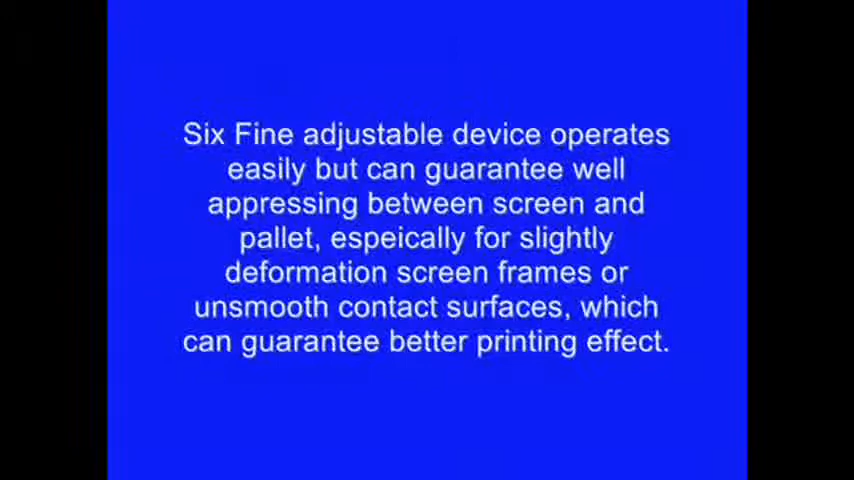 Six Fine adjustable device operates
easily but can guarantee well
appressing between screen and
pallet, espeically for slightly
deformation screen frames or
unsmooth contact surfaces, which
can guarantee better printing effect.